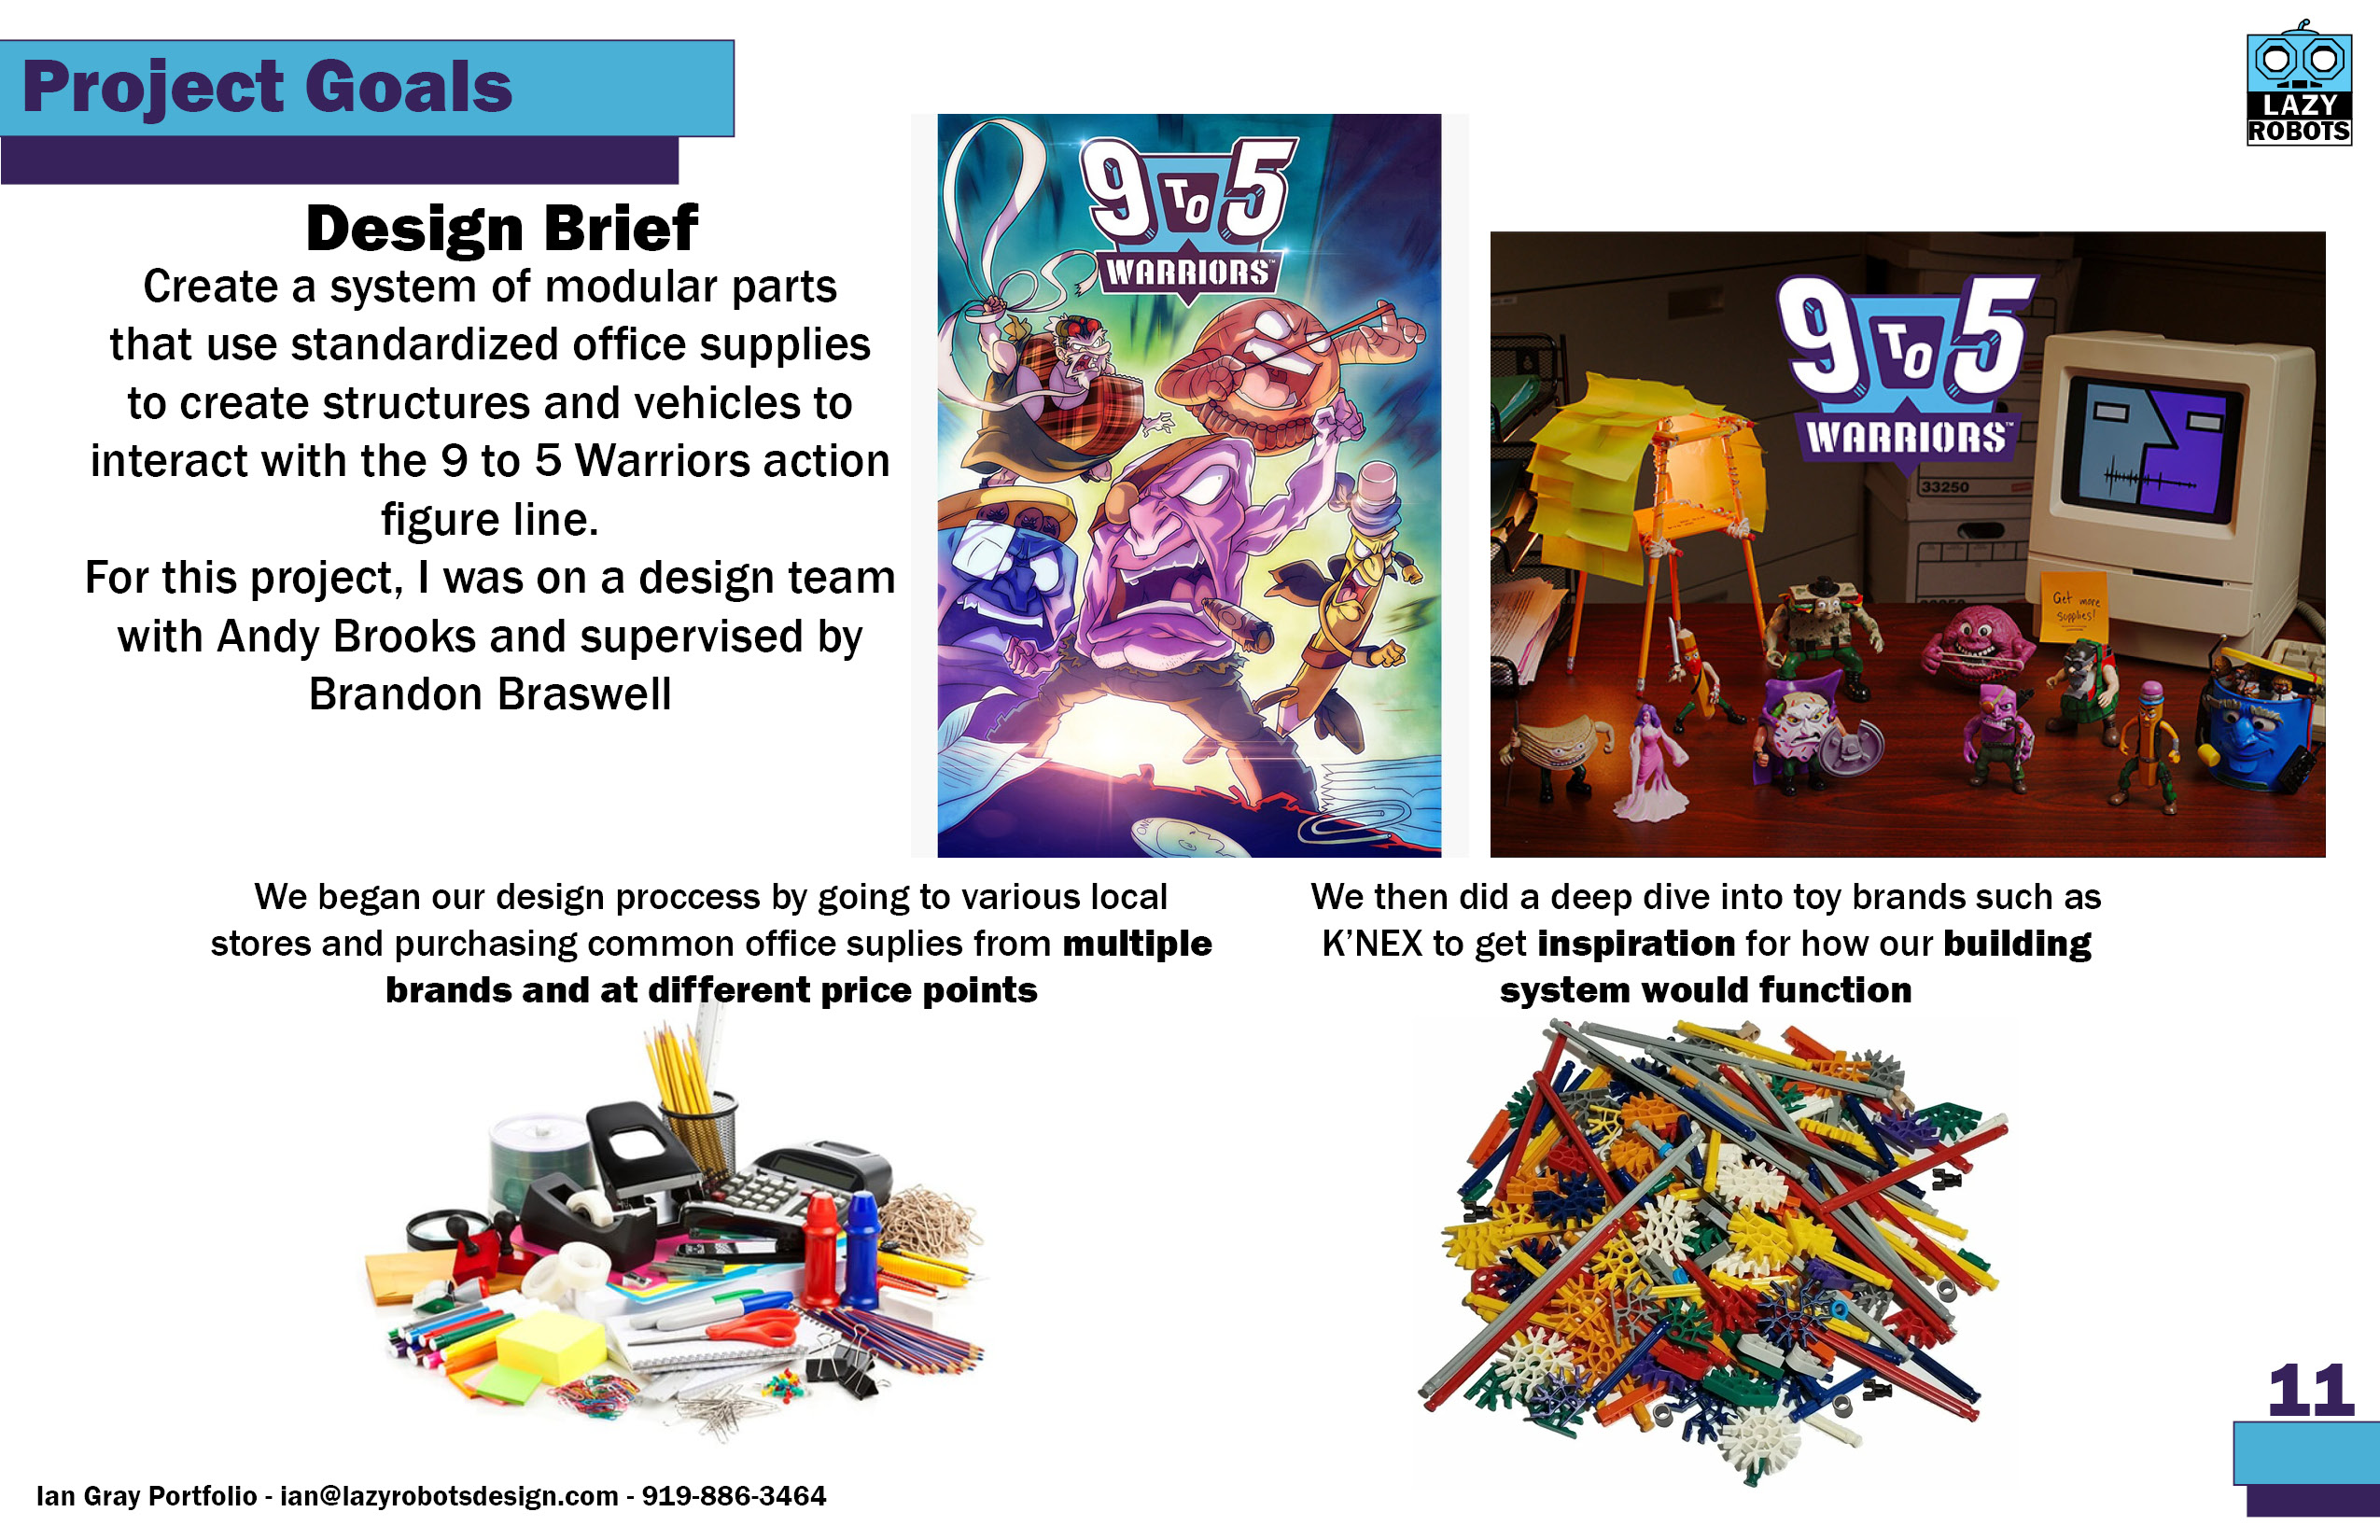 Project Goals
LAZY
ROBOTS
Design Brief
Create a system of modular parts
that use standardized office supplies
to create structures and vehicles to
interact with the 9 to 5 Warriors action
figure line.
For this project, I was on a design team
with Andy Brooks and supervised by
Brandon Braswell
9 TO 5
WARRIORS™
ONE
9 TO 5
WARRIORS™
33250
Get more
supplies!
We began our design proccess by going to various local
stores and purchasing common office suplies from multiple
brands and at different price points
We then did a deep dive into toy brands such as
K'NEX to get inspiration for how our building
system would function
11
Ian Gray Portfolio - ian@lazyrobotsdesign.com - 919-886-3464